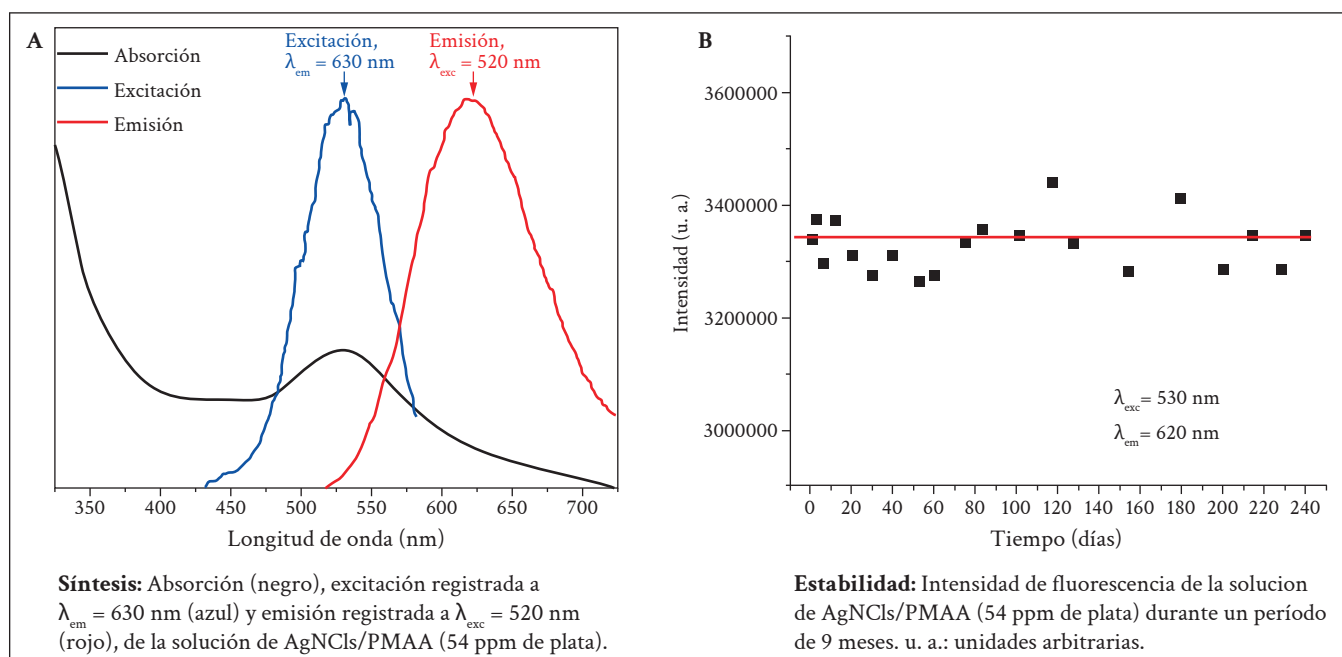 A
Absorción
Excitación
Emisión
Excitación,
λem = 630 nm
Emisión,
λexc = 520 nm
350 400 450 500 550 600 650 700
Longitud de onda (nm)
Síntesis: Absorción (negro), excitación registrada a
λem = 630 nm (azul) y emisión registrada a λexc = 520 nm
(rojo), de la solución de AgNCls/PMAA (54 ppm de plata).
B
3600000
3400000
3200000
3000000
Intensidad (u. a.)
λexc= 530 nm
λem= 620 nm
0 20 40 60 80 100 120 140 160 180 200 220 240
Tiempo (días)
Estabilidad: Intensidad de fluorescencia de la solucion
de AgNCls/PMAA (54 ppm de plata) durante un período
de 9 meses. u. a.: unidades arbitrarias.